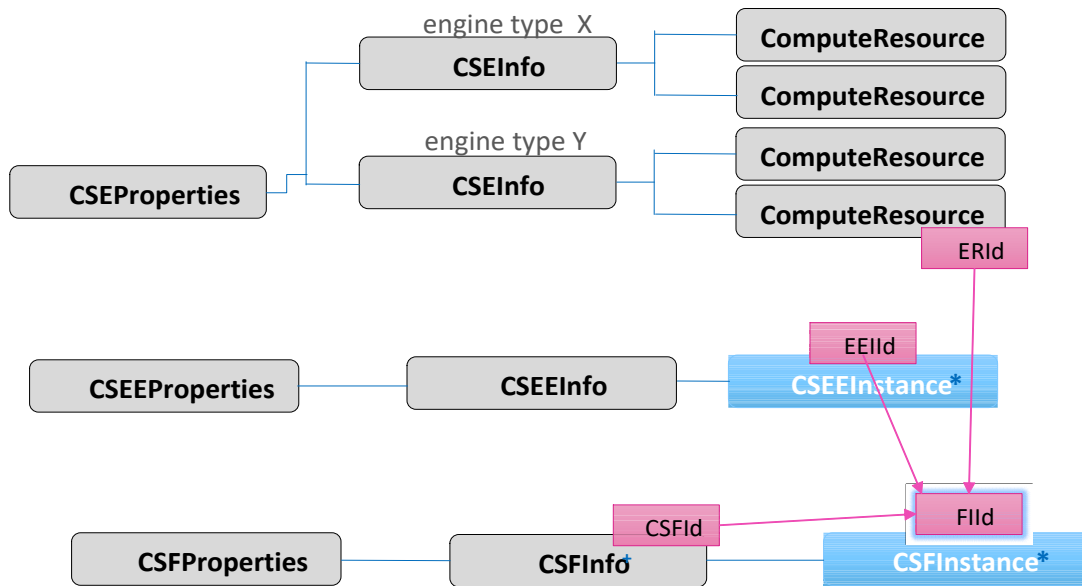 engine type X
CSEInfo
ComputeResource
ComputeResource
engine type Y
CSEInfo
ComputeResource
ComputeResource
CSEProperties
ERId
EEIId
CSEEProperties
CSEEInfo
CSEEInstance*
FIId
CSFId
CSFProperties
CSFInfo+
CSFInstance*